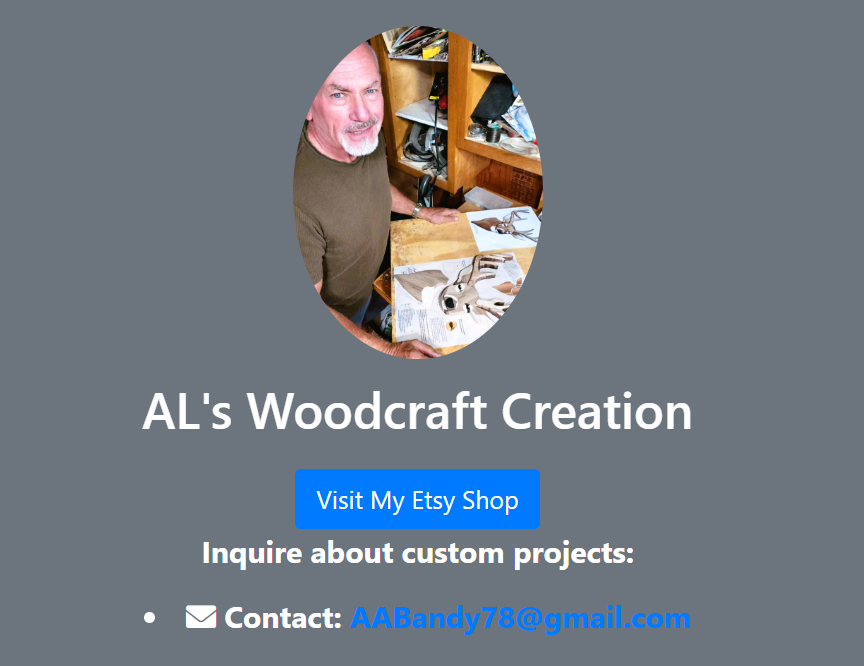 AL's Woodcraft Creation
Visit My Etsy Shop
Inquire about custom projects:
Contact: AABandy78@gmail.com